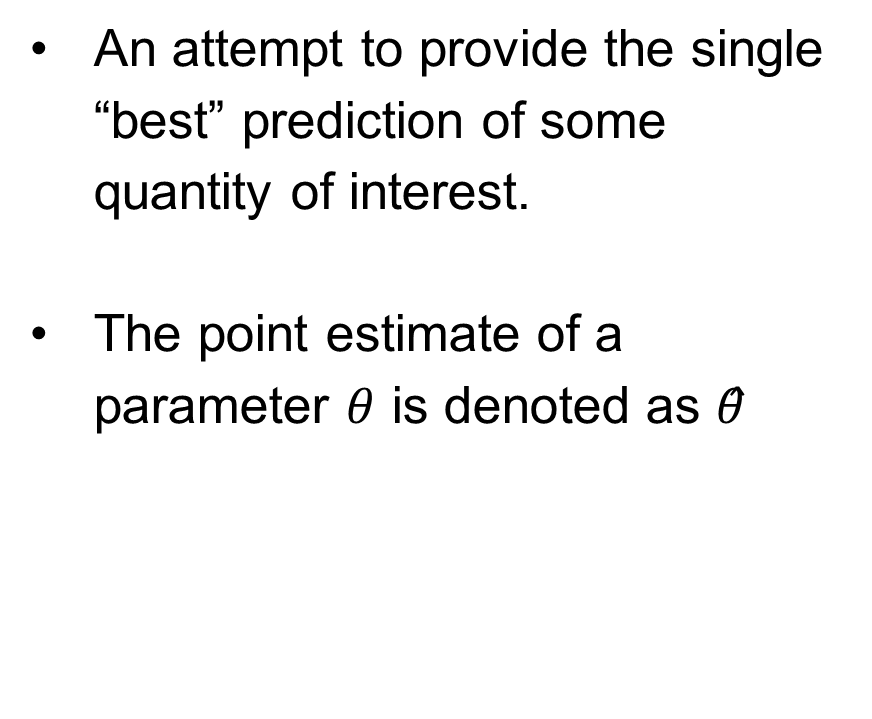 • An attempt to provide the single
“best” prediction of some
quantity of interest.
• The point estimate of a
parameter θ is denoted as θ̂